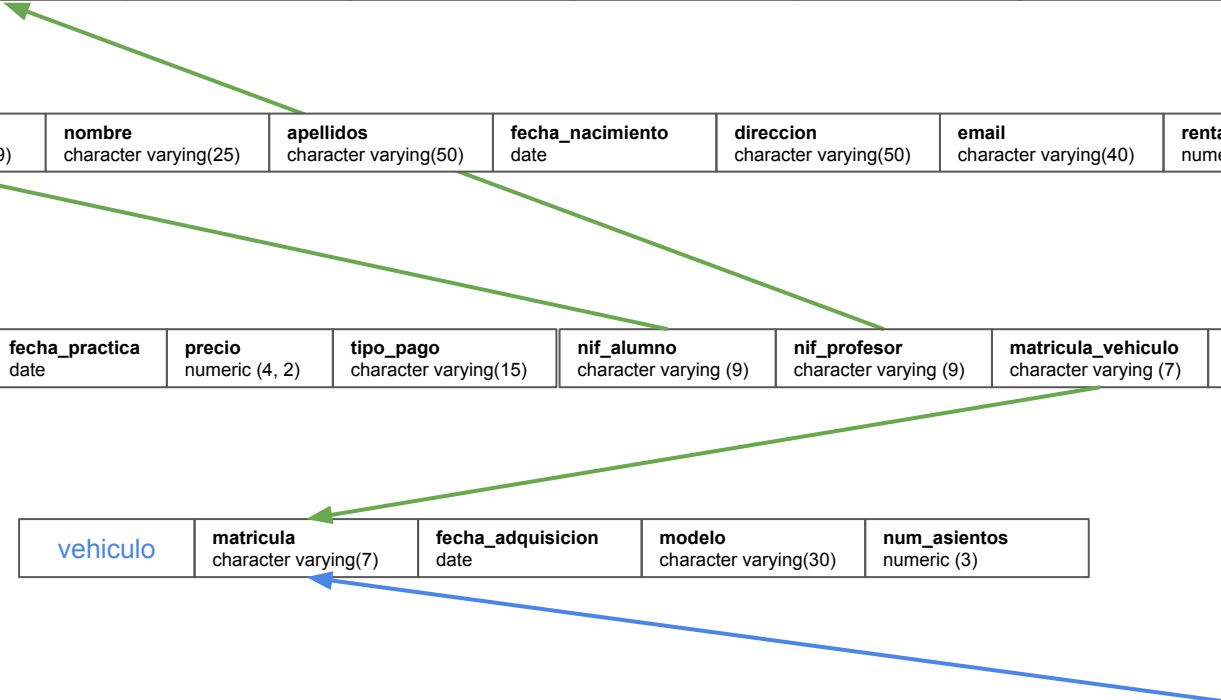 9)
nombre
character varying(25)
apellidos
character varying(50)
fecha_nacimiento
date
direccion
character varying(50)
email
character varying(40)
fecha_practica
date
precio
numeric (4, 2)
tipo_pago
character varying(15)
nif_alumno
character varying (9)
nif_profesor
character varying (9)
matricula_vehiculo
character varying (7)
vehiculo
matricula
character varying(7)
fecha_adquisicion
date
modelo
character varying(30)
num_asientos
numeric (3)